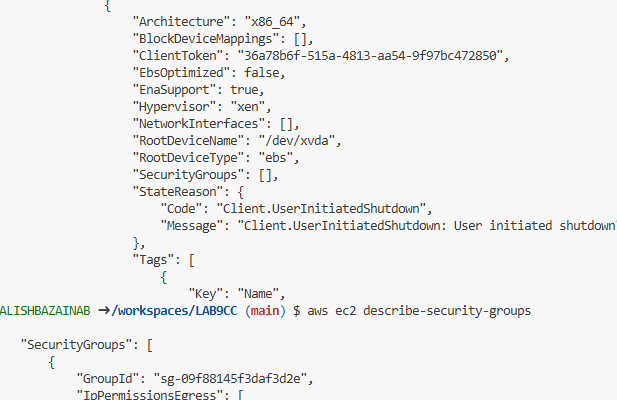 {
"Architecture": "x86_64",
"BlockDeviceMappings": [],
"ClientToken": "36a78b6f-515a-4813-aa54-9f97bc472850",
"EbsOptimized": false,
"EnaSupport": true,
"Hypervisor": "xen",
"NetworkInterfaces": [],
"RootDeviceName": "/dev/xvda",
"RootDeviceType": "ebs",
"SecurityGroups": [],
"StateReason": {
"Code": "Client.UserInitiatedShutdown",
"Message": "Client.UserInitiatedShutdown: User initiated shutdown"
},
"Tags": [
{
"Key": "Name",
ALISHBAZAINAB ➜/workspaces/LAB9CC (main) $ aws ec2 describe-security-groups
"SecurityGroups": [
{
"GroupId": "sg-09f88145f3daf3d2e",
"IpPermissionsEgress": [